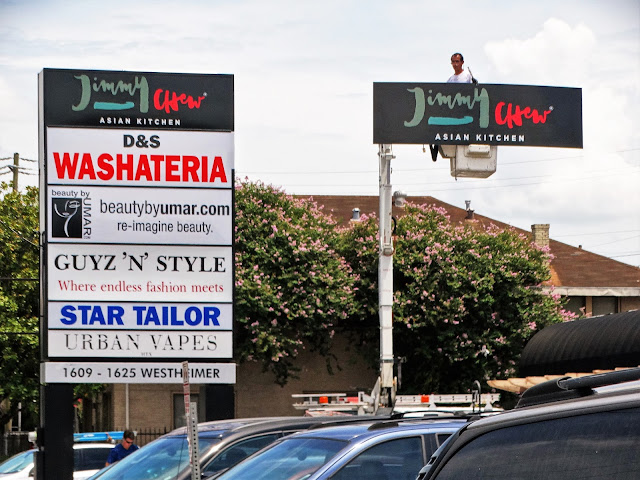 Jimmy Chew
ASIAN KITCHEN
D&S
WASHATERIA
beauty by
UMAR
beautybyumar.com
re-imagine beauty.
GUYZ 'N' STYLE
Where endless fashion meets
STAR TAILOR
URBAN VAPES
1609 - 1625 WESTHEIMER
Jimmy Chew
ASIAN KITCHEN